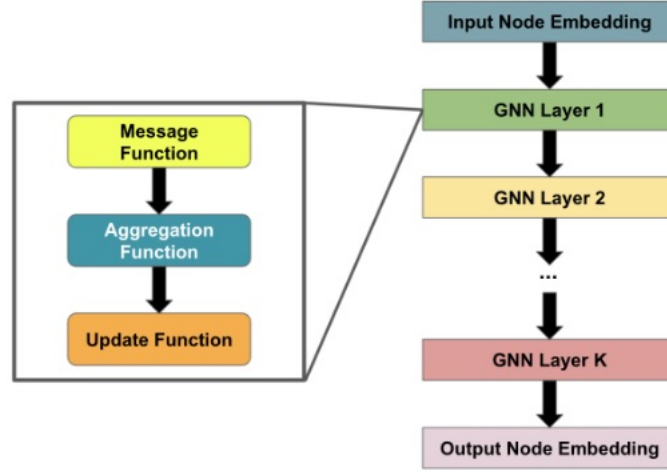 Input Node Embedding
GNN Layer 1
GNN Layer 2
...
GNN Layer K
Output Node Embedding
Message
Function
Aggregation
Function
Update Function